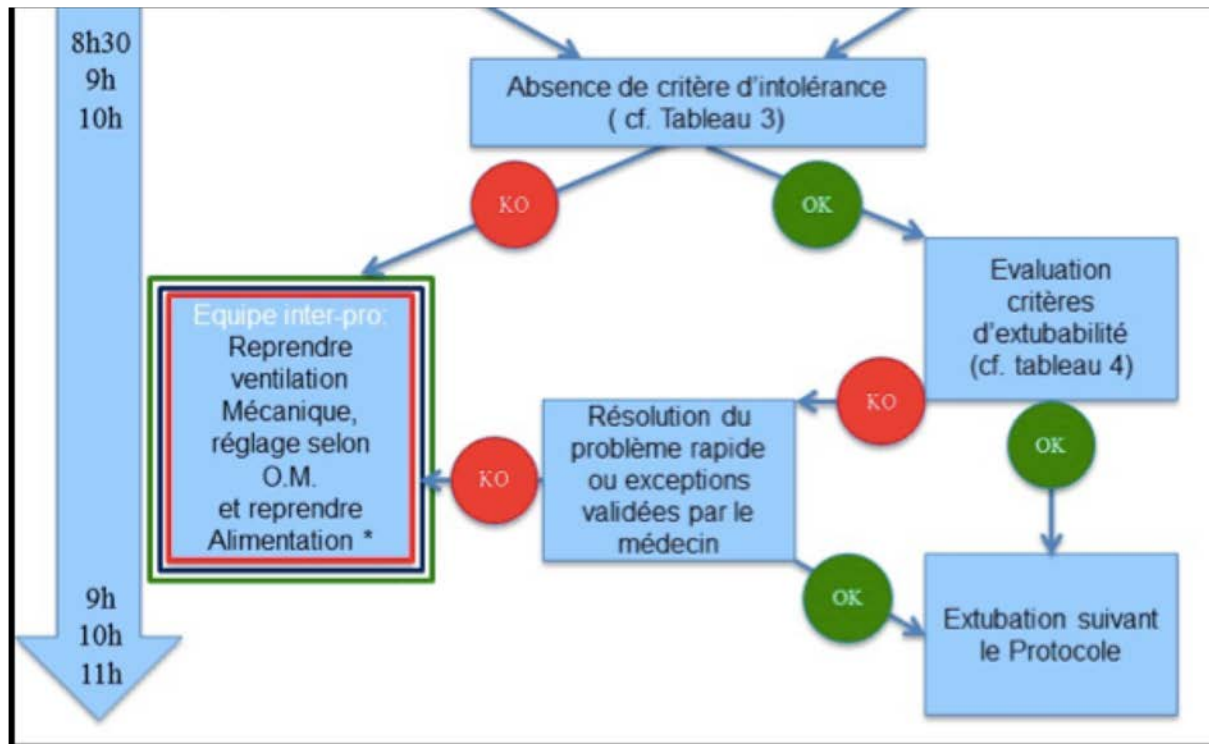 8h30
9h
10h
Absence de critère d'intolérance
( cf. Tableau 3)
KO
OK
Evaluation
critères
d'extubabilité
(cf. tableau 4)
Equipe inter-pro:
Reprendre
ventilation
Mécanique,
réglage selon
O.M.
et reprendre
Alimentation *
KO
Résolution du
problème rapide
ou exceptions
validées par le
médecin
KO
OK
OK
Extubation suivant
le Protocole
9h
10h
11h